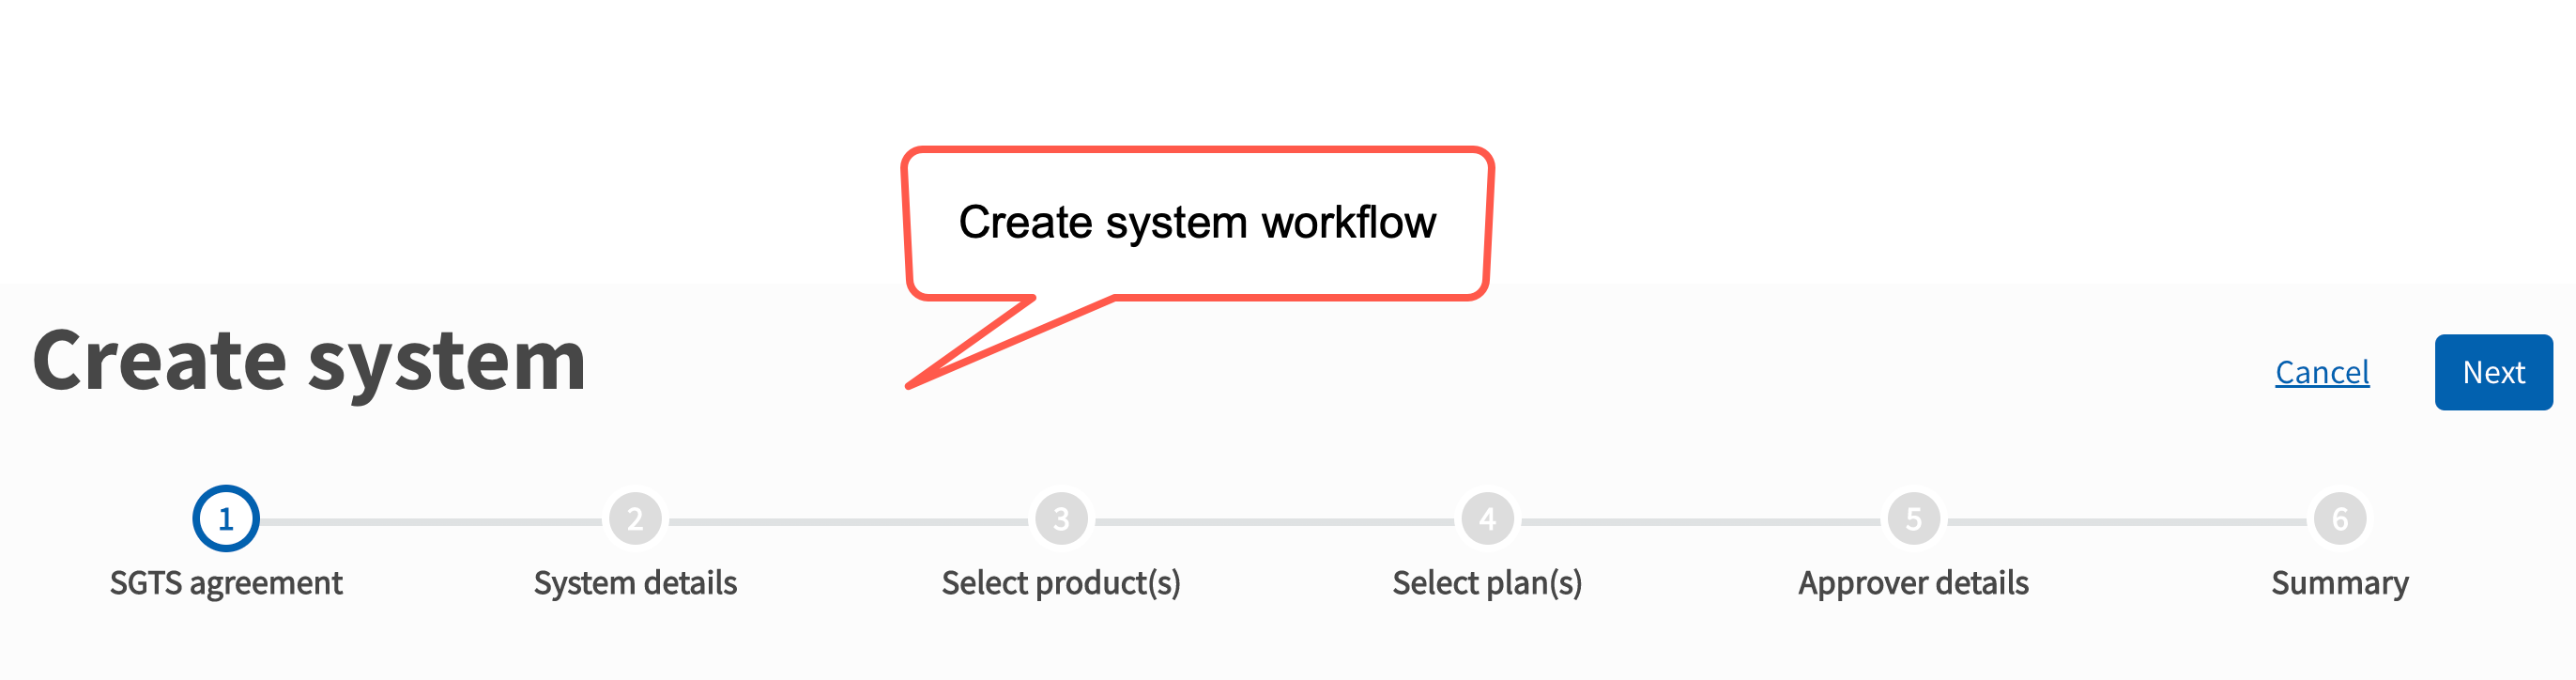 Create system workflow
Create system
Cancel
Next
1
2
3
4
5
6
SGTS agreement
System details
Select product(s)
Select plan(s)
Approver details
Summary